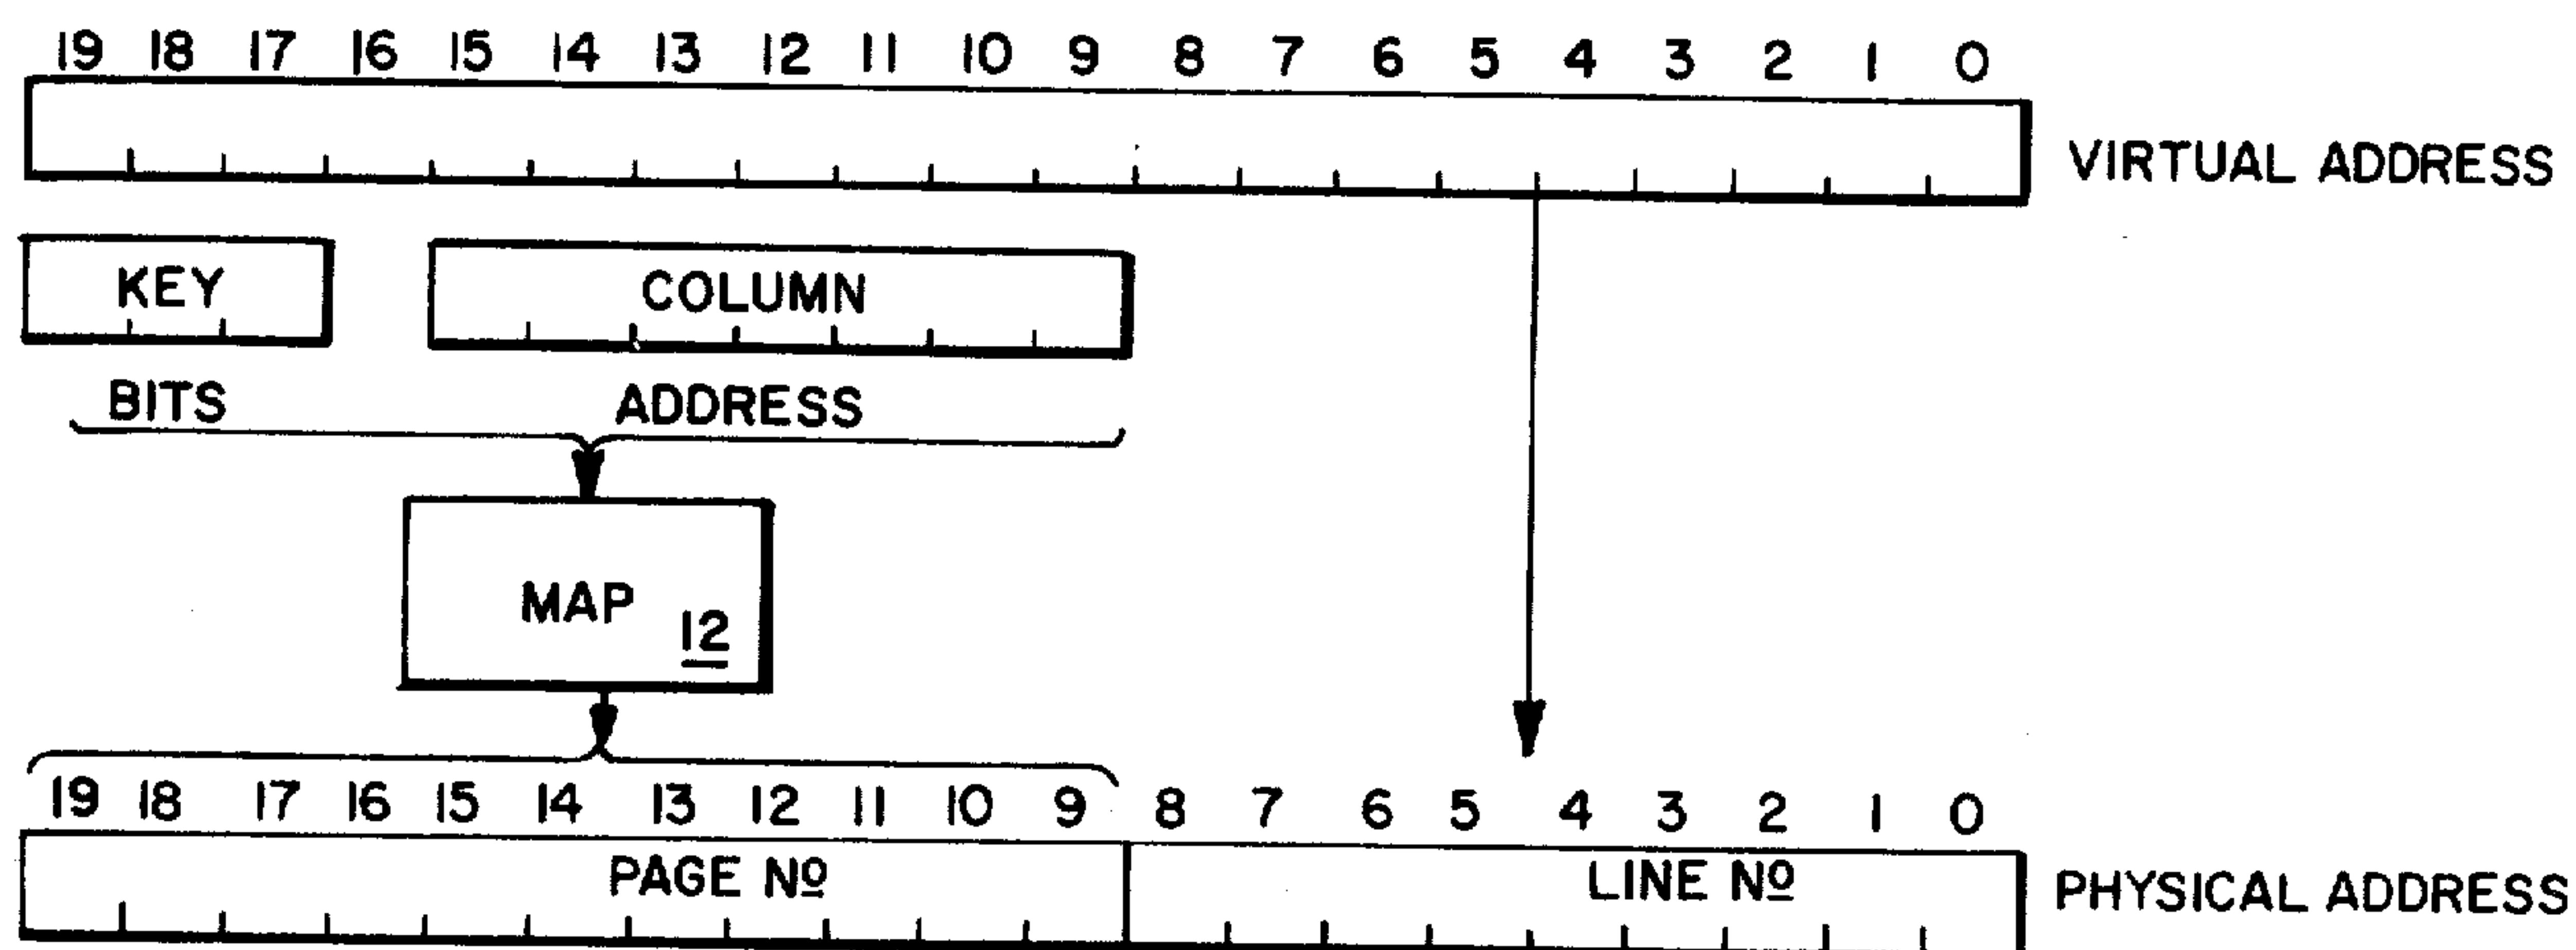 19 18 17 16 15 14 13 12 11 10 9 8 7 6 5 4 3 2 1 0
VIRTUAL ADDRESS
KEY COLUMN
BITS ADDRESS
MAP 12
19 18 17 16 15 14 13 12 11 10 9 8 7 6 5 4 3 2 1 0
PAGE Nº LINE Nº
PHYSICAL ADDRESS